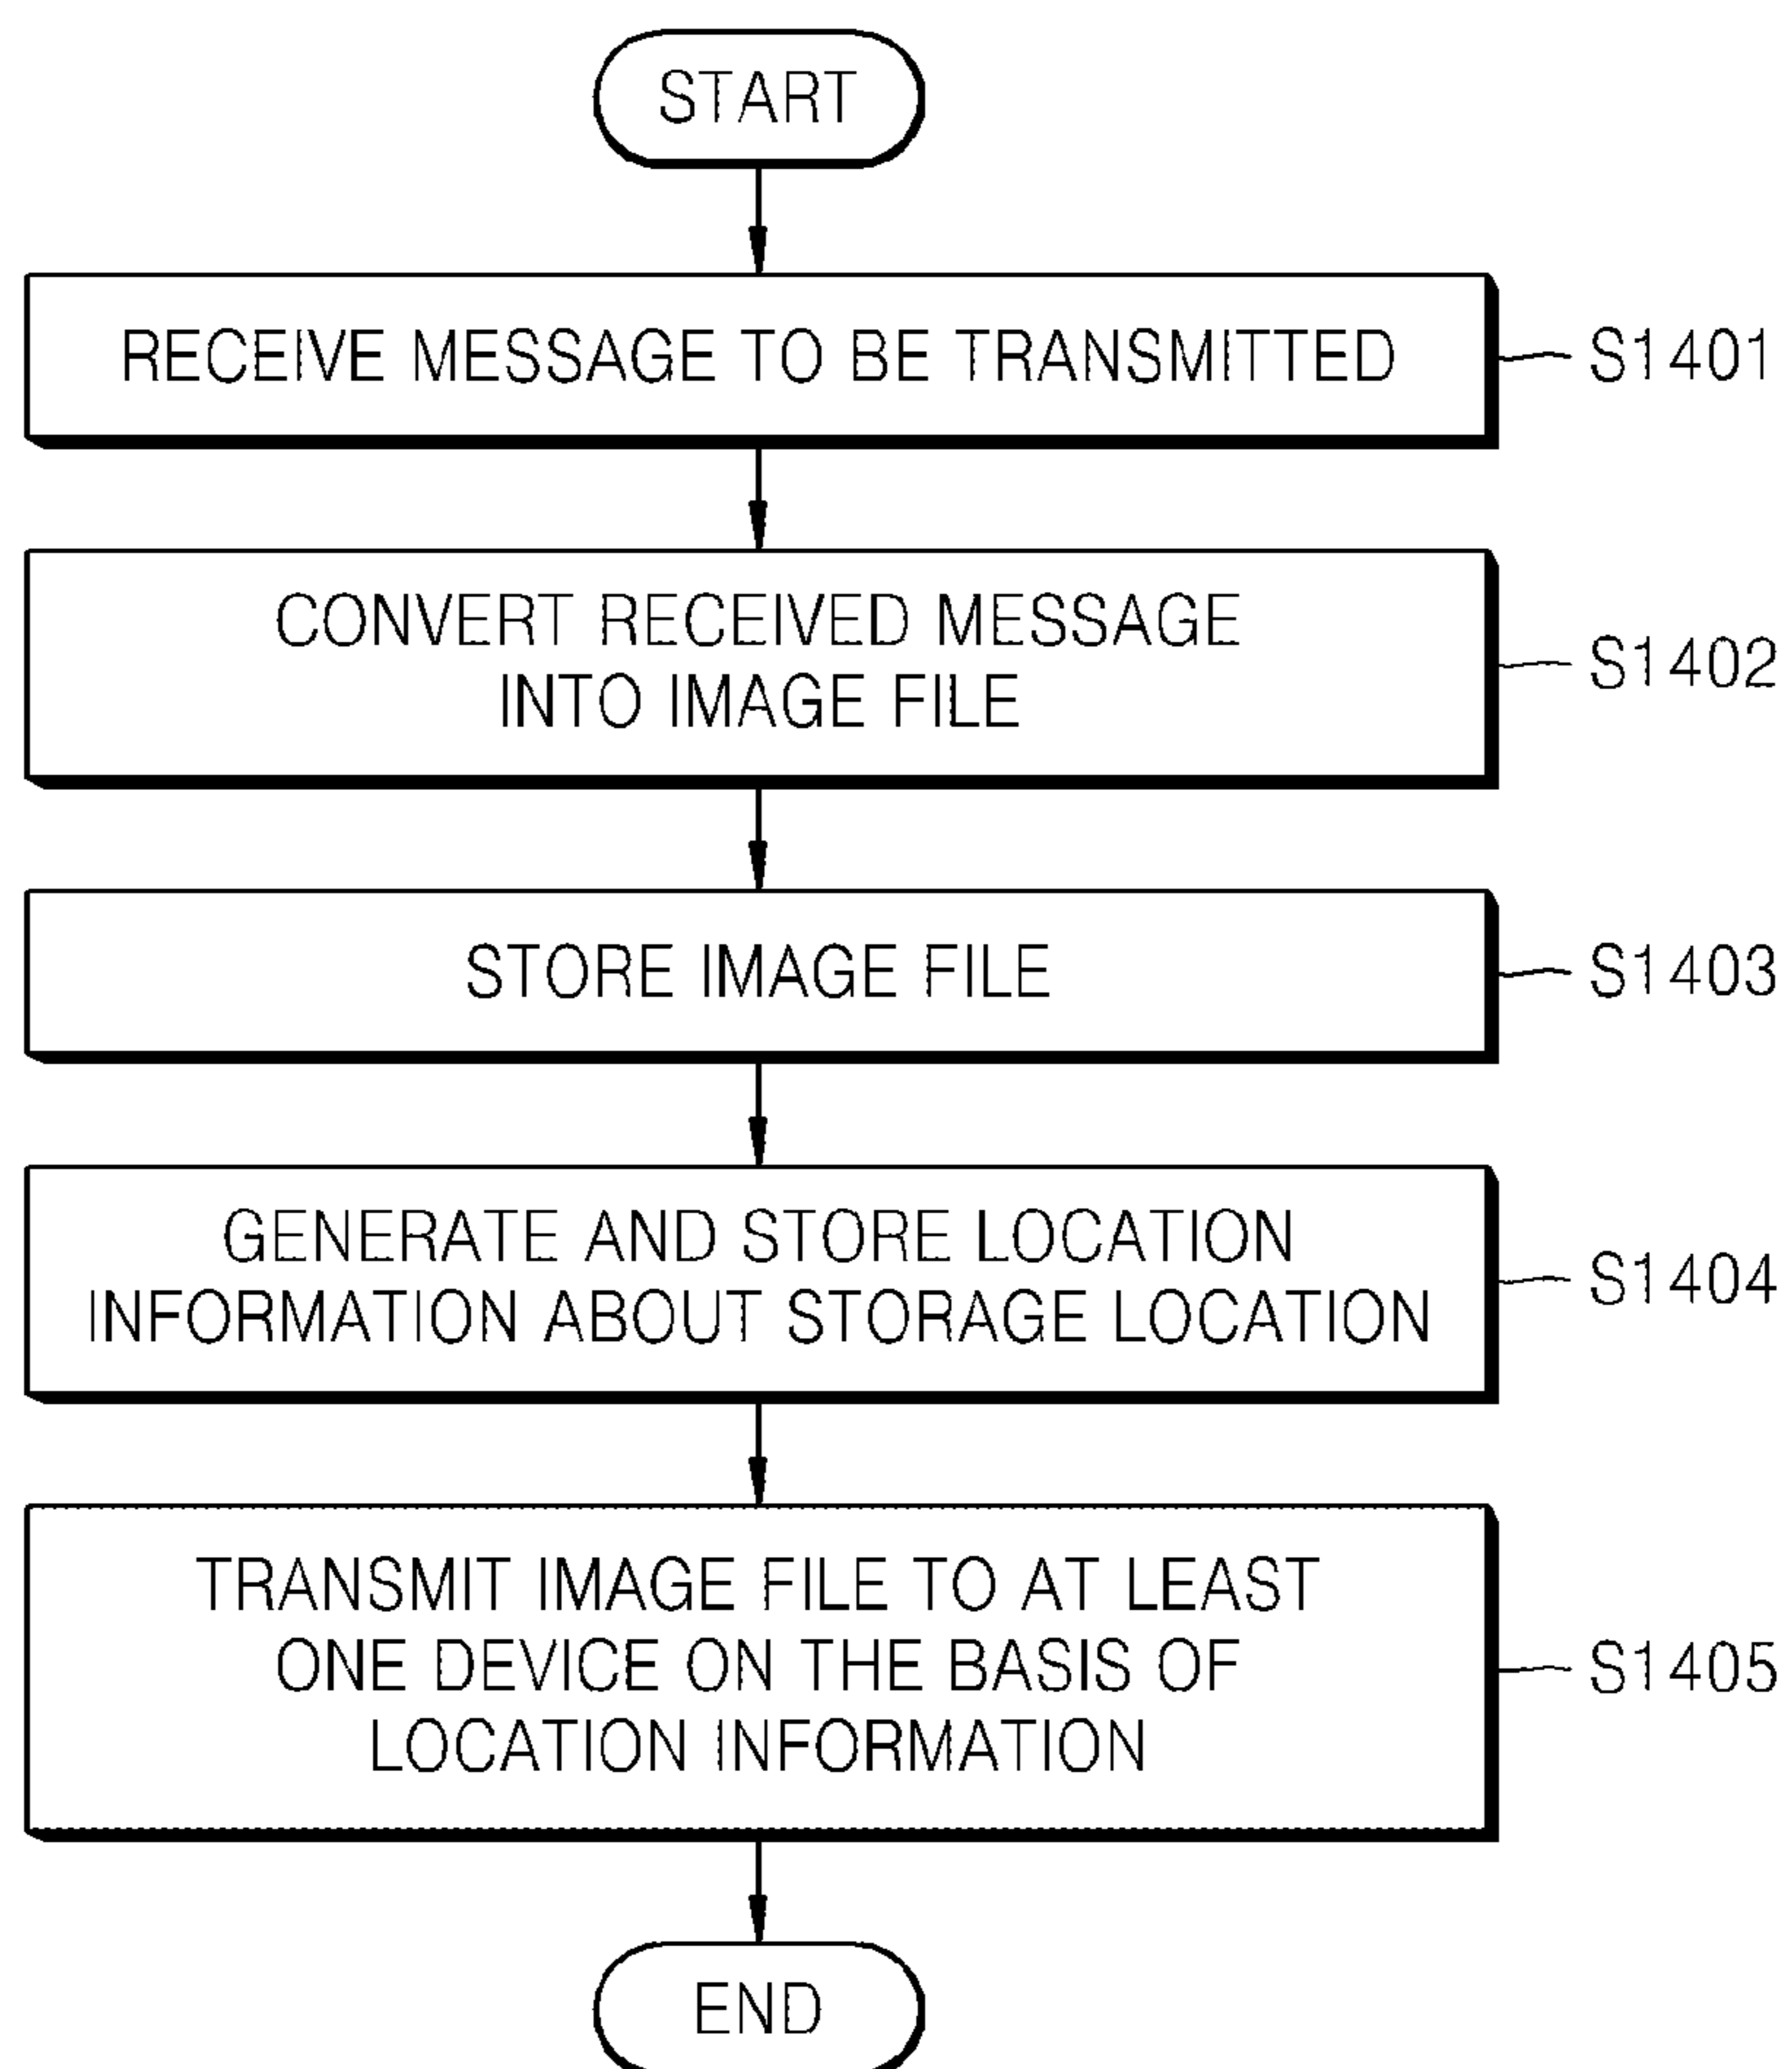 START
RECEIVE MESSAGE TO BE TRANSMITTED
S1401
CONVERT RECEIVED MESSAGE
INTO IMAGE FILE
S1402
STORE IMAGE FILE
S1403
GENERATE AND STORE LOCATION
INFORMATION ABOUT STORAGE LOCATION
S1404
TRANSMIT IMAGE FILE TO AT LEAST
ONE DEVICE ON THE BASIS OF
LOCATION INFORMATION
S1405
END